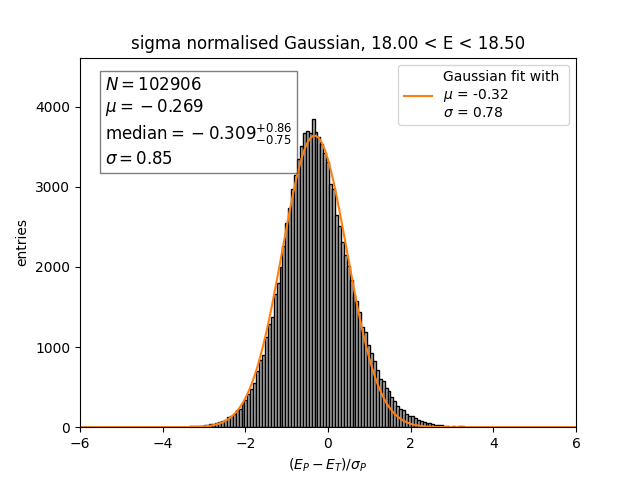 sigma normalised Gaussian, 18.00 < E < 18.50
N = 102906
μ = − 0.269
median = − 0.309^{+0.86}_{−0.75}
σ = 0.85
Gaussian fit with
μ = -0.32
σ = 0.78
4000
3000
2000
1000
0
entries
−6 −4 −2 0 2 4 6
(E_P − E_T)/σ_P